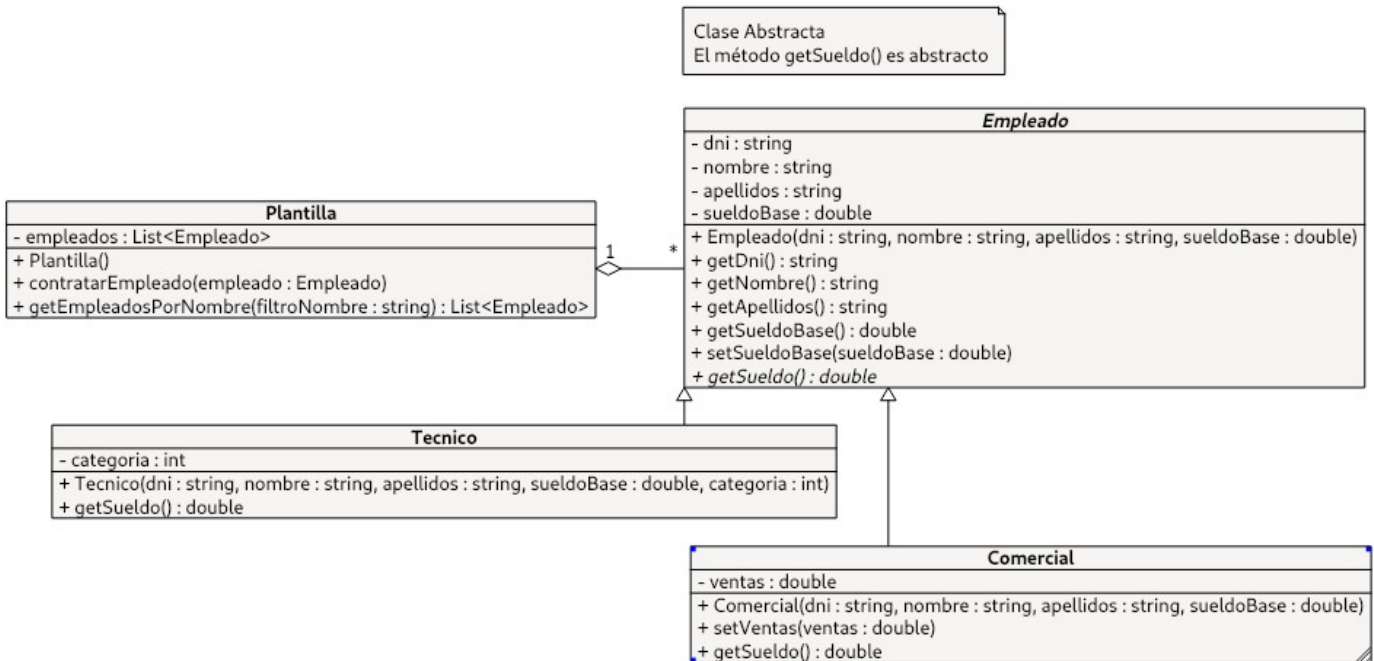 Clase Abstracta
El método getSueldo() es abstracto
Empleado
- dni : string
- nombre : string
- apellidos : string
- sueldoBase : double
+ Empleado(dni : string, nombre : string, apellidos : string, sueldoBase : double)
+ getDni() : string
+ getNombre() : string
+ getApellidos() : string
+ getSueldoBase() : double
+ setSueldoBase(sueldoBase : double)
+ getSueldo() : double
Plantilla
- empleados : List<Empleado>
+ Plantilla()
+ contratarEmpleado(empleado : Empleado)
+ getEmpleadosPorNombre(filtroNombre : string) : List<Empleado>
1
*
Tecnico
- categoria : int
+ Tecnico(dni : string, nombre : string, apellidos : string, sueldoBase : double, categoria : int)
+ getSueldo() : double
Comercial
- ventas : double
+ Comercial(dni : string, nombre : string, apellidos : string, sueldoBase : double)
+ setVentas(ventas : double)
+ getSueldo() : double